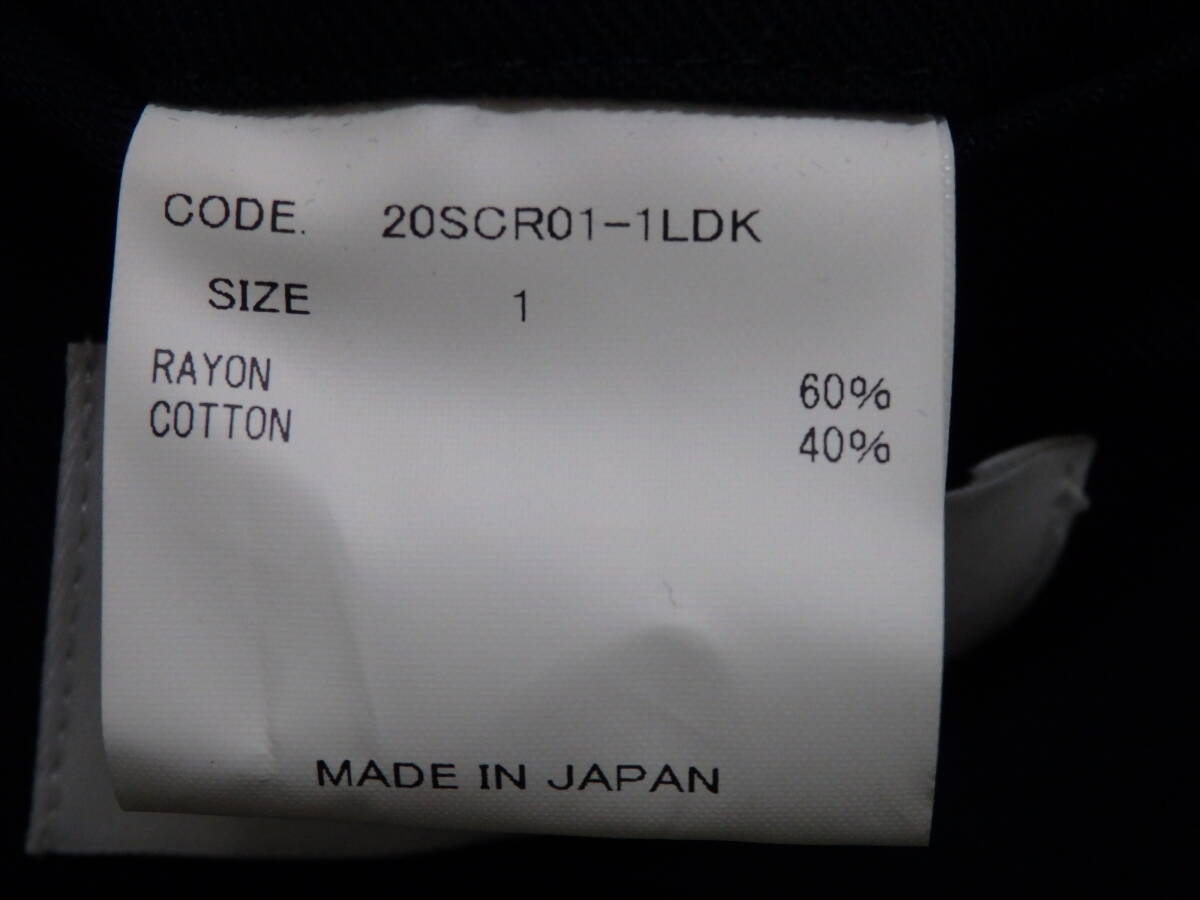 CODE. 20SCR01-1LDK
SIZE 1
RAYON 60%
COTTON 40%
MADE IN JAPAN